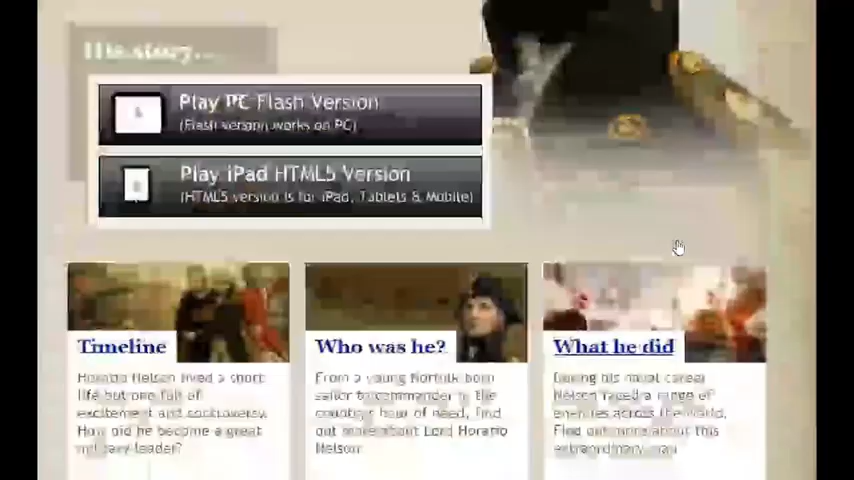 His story...
Play PC Flash Version
(Flash version works on PC)
Play iPad HTML5 Version
(HTML5 version is for iPad, Tablets & Mobile)
Timeline
Horatio Nelson lived a short
life but one full of
excitement and controversy.
How did he become a great
military leader?
Who was he?
From a young Norfolk born
sailor to commander in the
country's hour of need, find
out more about Lord Horatio
Nelson
What he did
During his naval career
Nelson faced a range of
enemies across the world.
Find out more about this
extraordinary man